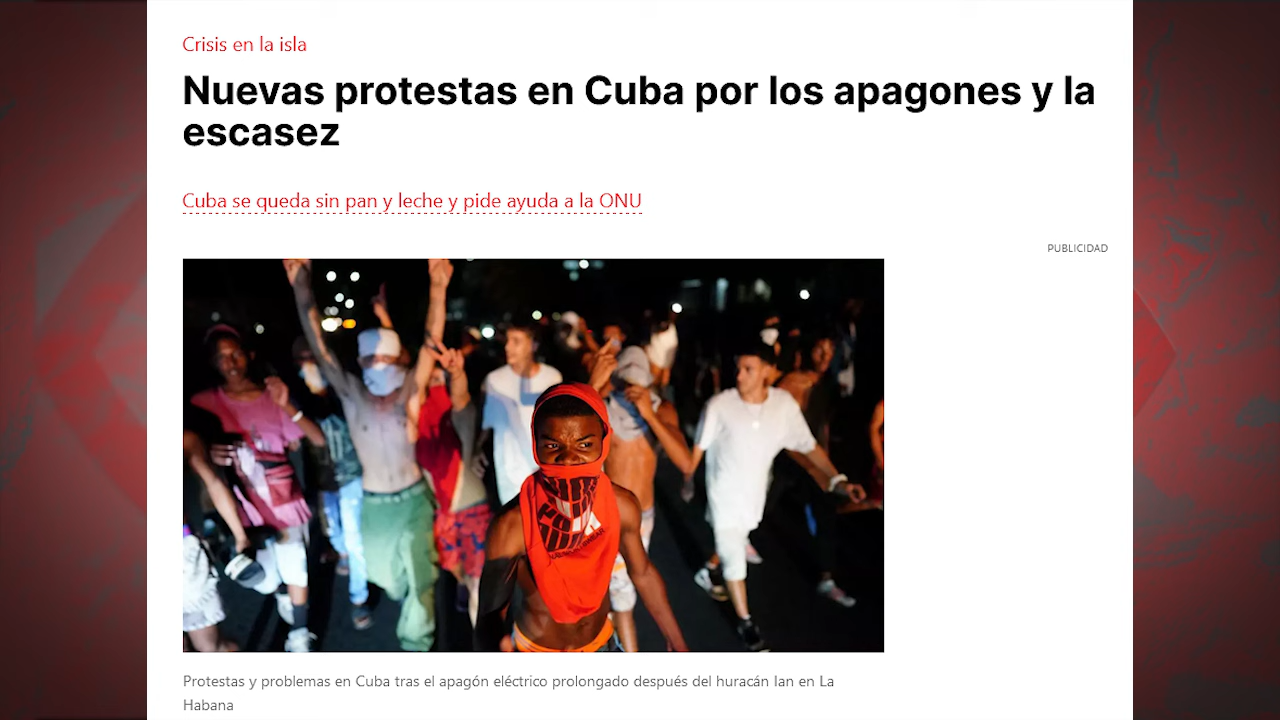 Crisis en la isla
Nuevas protestas en Cuba por los apagones y la
escasez
Cuba se queda sin pan y leche y pide ayuda a la ONU
PUBLICIDAD
Protestas y problemas en Cuba tras el apagón eléctrico prolongado después del huracán Ian en La
Habana